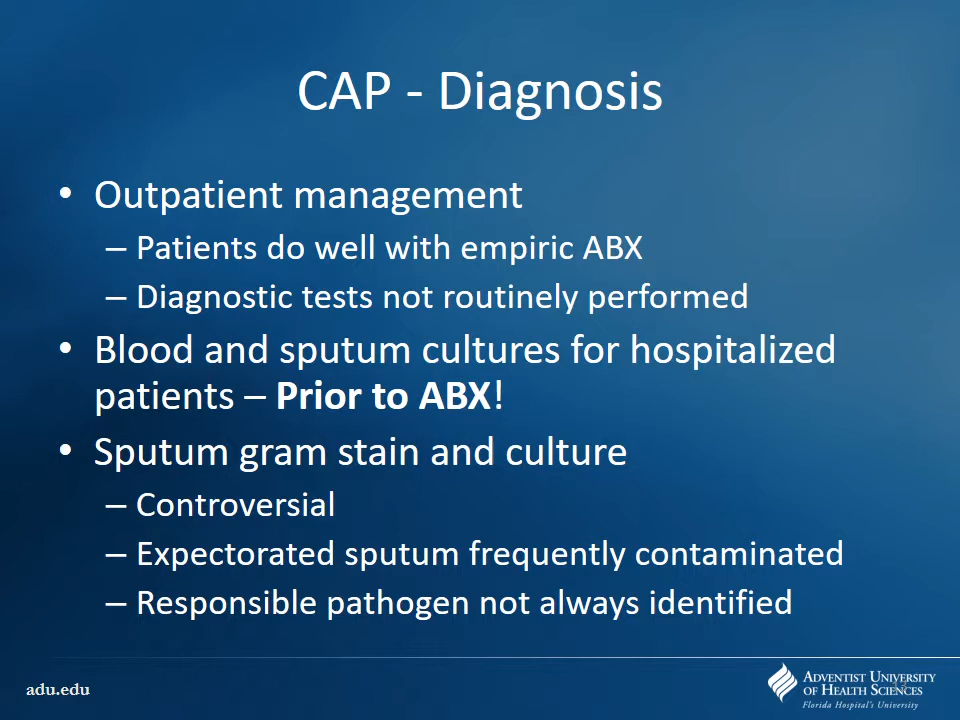 CAP - Diagnosis
• Outpatient management
– Patients do well with empiric ABX
– Diagnostic tests not routinely performed
• Blood and sputum cultures for hospitalized
patients – Prior to ABX!
• Sputum gram stain and culture
– Controversial
– Expectorated sputum frequently contaminated
– Responsible pathogen not always identified
adu.edu
ADVENTIST UNIVERSITY
OF HEALTH SCIENCES
Florida Hospital's University